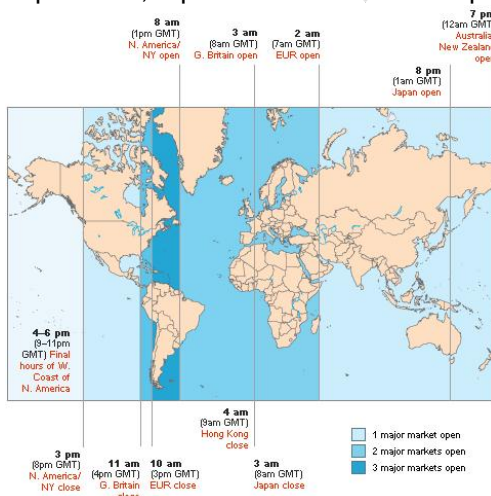 8 am
(1pm GMT)
N. America/
NY open
3 am
(8am GMT)
G. Britain open
2 am
(7am GMT)
EUR open
7 pm
(12am GMT)
Australia
New Zealand
open
8 pm
(1am GMT)
Japan open
4–6 pm
(9–11pm
GMT) Final
hours of W.
Coast of
N. America
3 pm
(8pm GMT)
N. America/
NY close
11 am
(4pm GMT)
G. Britain
close
10 am
(3pm GMT)
EUR close
4 am
(9am GMT)
Hong Kong
close
3 am
(8am GMT)
Japan close
1 major market open
2 major markets open
3 major markets open